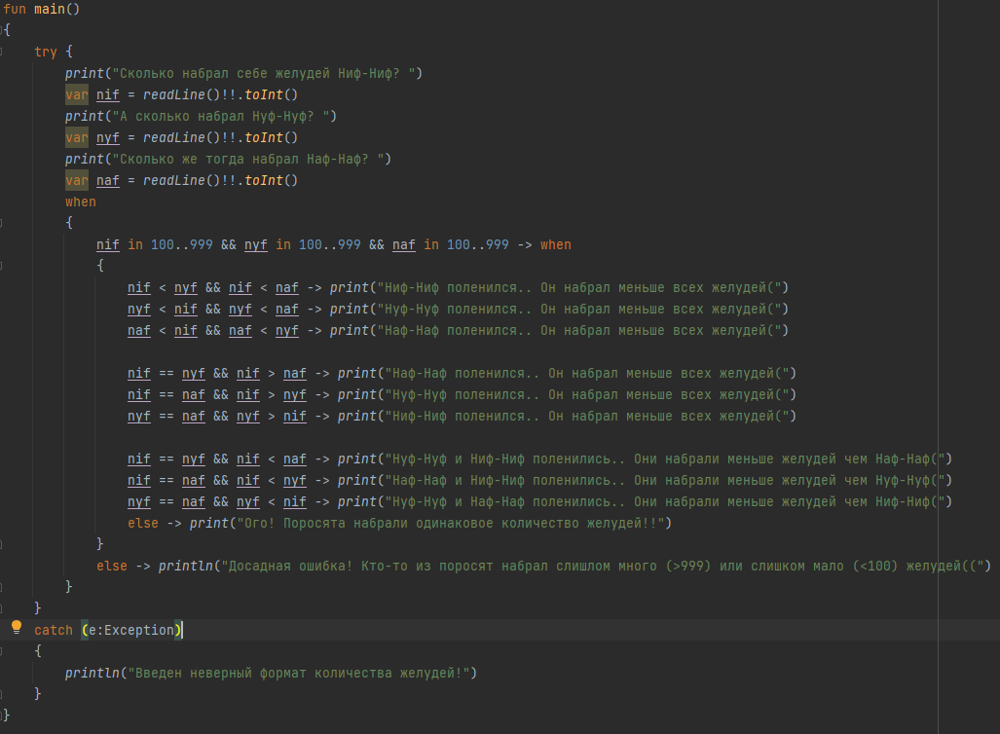 fun main()
{
    try {
        print("Сколько набрал себе желудей Ниф-Ниф? ")
        var nif = readLine()!!.toInt()
        print("А сколько набрал Нуф-Нуф? ")
        var nyf = readLine()!!.toInt()
        print("Сколько же тогда набрал Наф-Наф? ")
        var naf = readLine()!!.toInt()
        when
        {
            nif in 100..999 && nyf in 100..999 && naf in 100..999 -> when
            {
                nif < nyf && nif < naf -> print("Ниф-Ниф поленился.. Он набрал меньше всех желудей(")
                nyf < nif && nyf < naf -> print("Нуф-Нуф поленился.. Он набрал меньше всех желудей(")
                naf < nif && naf < nyf -> print("Наф-Наф поленился.. Он набрал меньше всех желудей(")

                nif == nyf && nif > naf -> print("Наф-Наф поленился.. Он набрал меньше всех желудей(")
                nif == naf && nif > nyf -> print("Нуф-Нуф поленился.. Он набрал меньше всех желудей(")
                nyf == naf && nyf > nif -> print("Ниф-Ниф поленился.. Он набрал меньше всех желудей(")

                nif == nyf && nif < naf -> print("Нуф-Нуф и Ниф-Ниф поленились.. Они набрали меньше желудей чем Наф-Наф(")
                nif == naf && nif < nyf -> print("Наф-Наф и Ниф-Ниф поленились.. Они набрали меньше желудей чем Нуф-Нуф(")
                nyf == naf && nyf < nif -> print("Нуф-Нуф и Наф-Наф поленились.. Они набрали меньше желудей чем Ниф-Ниф(")
                else -> print("Ого! Поросята набрали одинаковое количество желудей!!")
            }
            else -> println("Досадная ошибка! Кто-то из поросят набрал слишлом много (>999) или слишком мало (<100) желудей((")
        }
    }
    catch (e:Exception)
    {
        println("Введен неверный формат количества желудей!")
    }
}